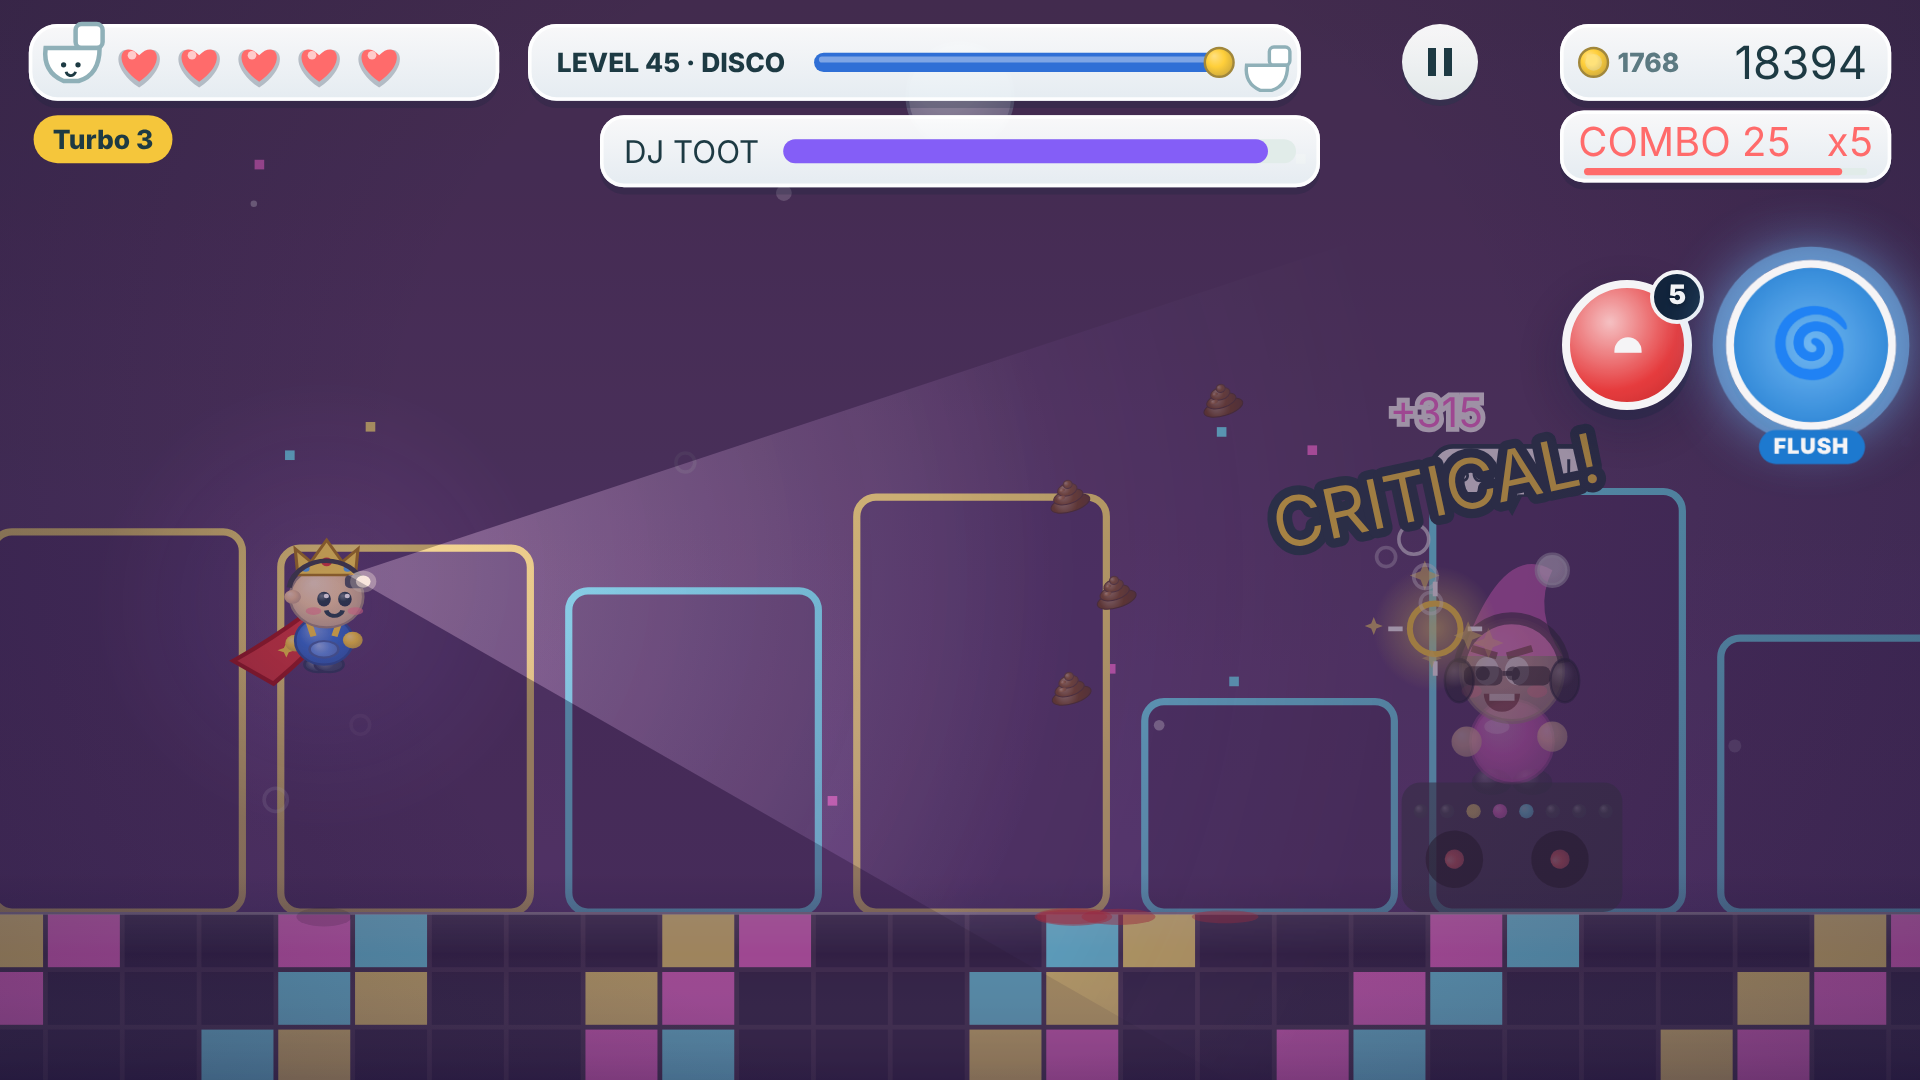 LEVEL 45 · DISCO
1768
18394
Turbo 3
DJ TOOT
COMBO 25 x5
5
+315
CRITICAL!
FLUSH